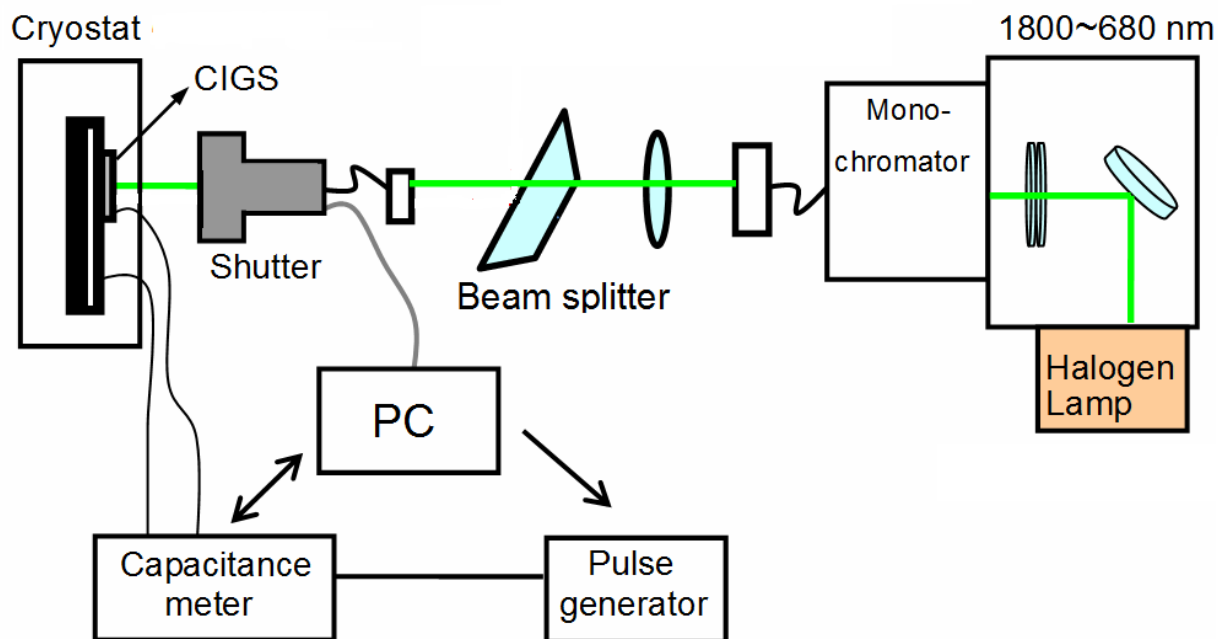 Cryostat
1800~680 nm
CIGS
Mono-
chromator
Shutter
Beam splitter
Halogen
Lamp
PC
Capacitance
meter
Pulse
generator